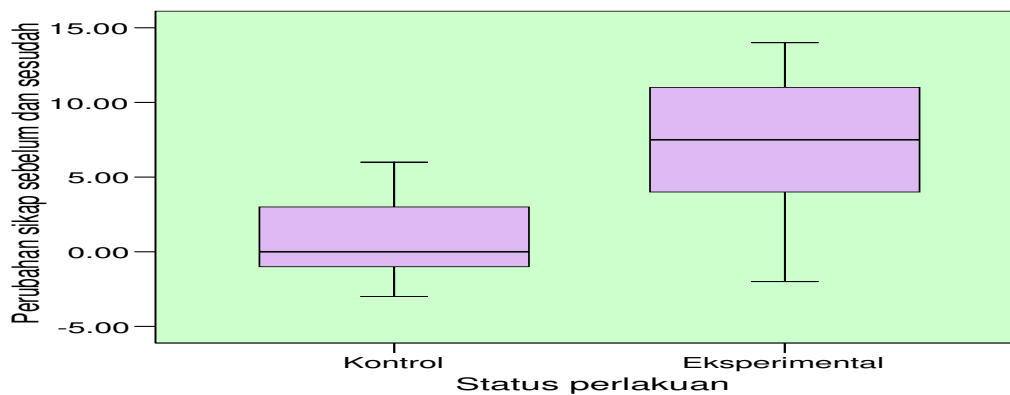 Perubahan sikap sebelum dan sesudah
15.00
10.00
5.00
0.00
-5.00
Kontrol
Eksperimental
Status perlakuan